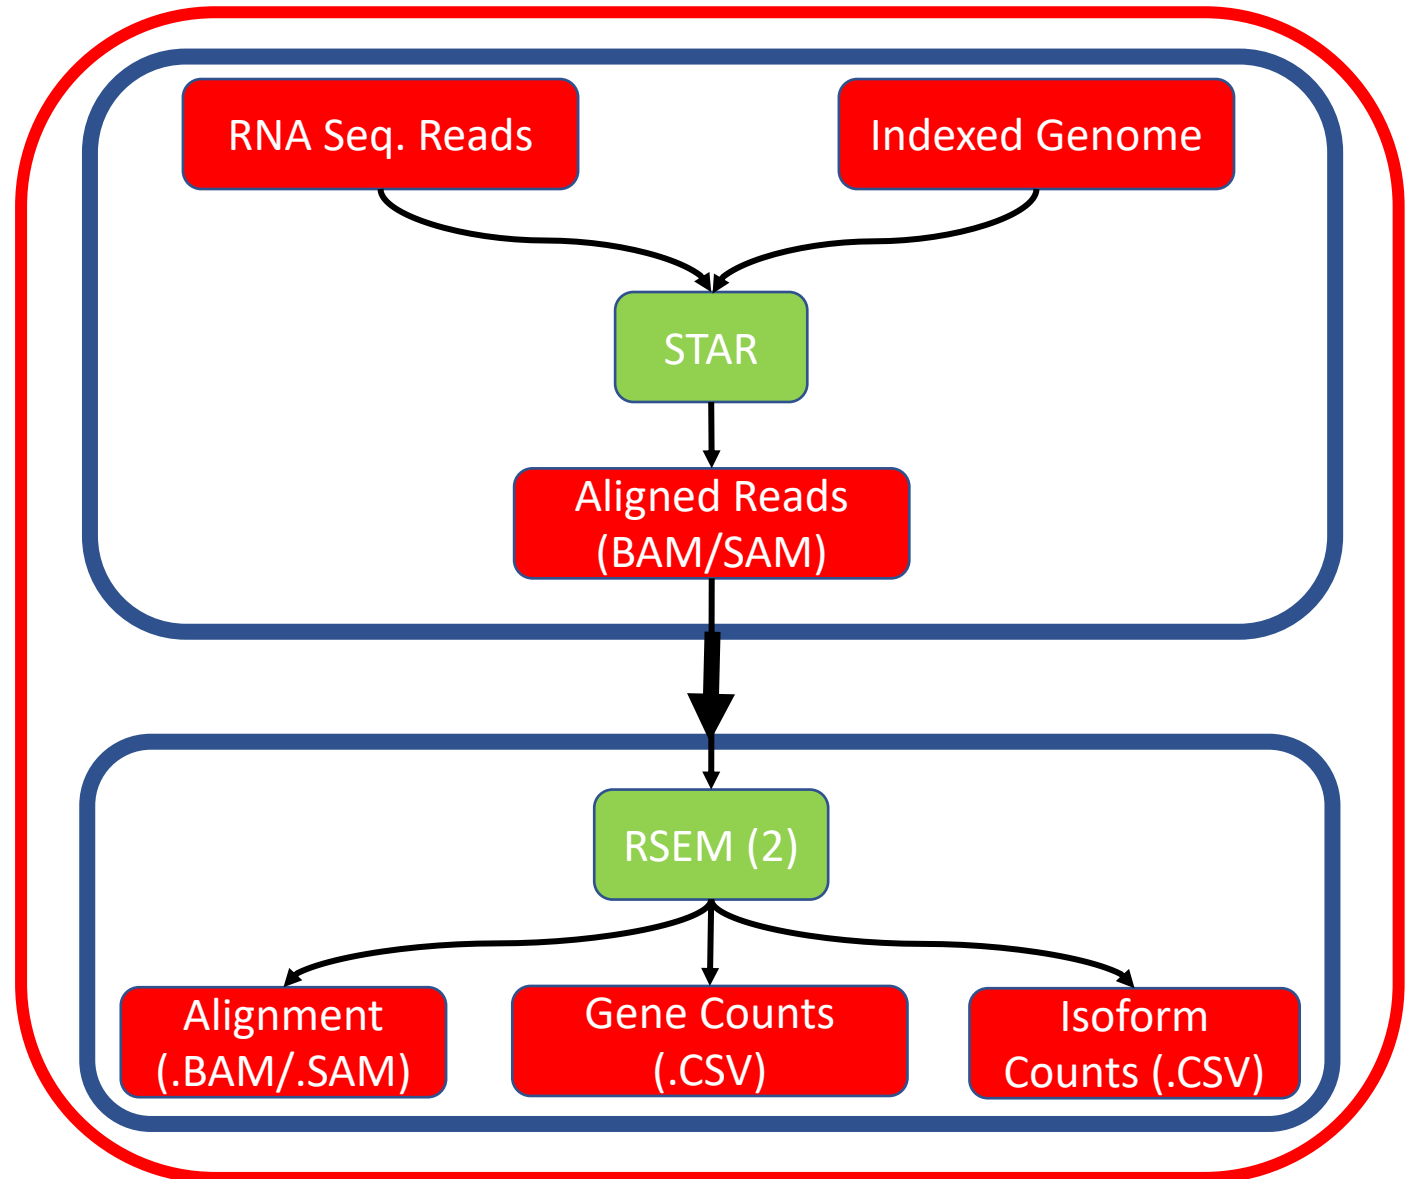 RNA Seq. Reads
Indexed Genome
STAR
Aligned Reads
(BAM/SAM)
RSEM (2)
Alignment
(.BAM/.SAM)
Gene Counts
(.CSV)
Isoform
Counts (.CSV)